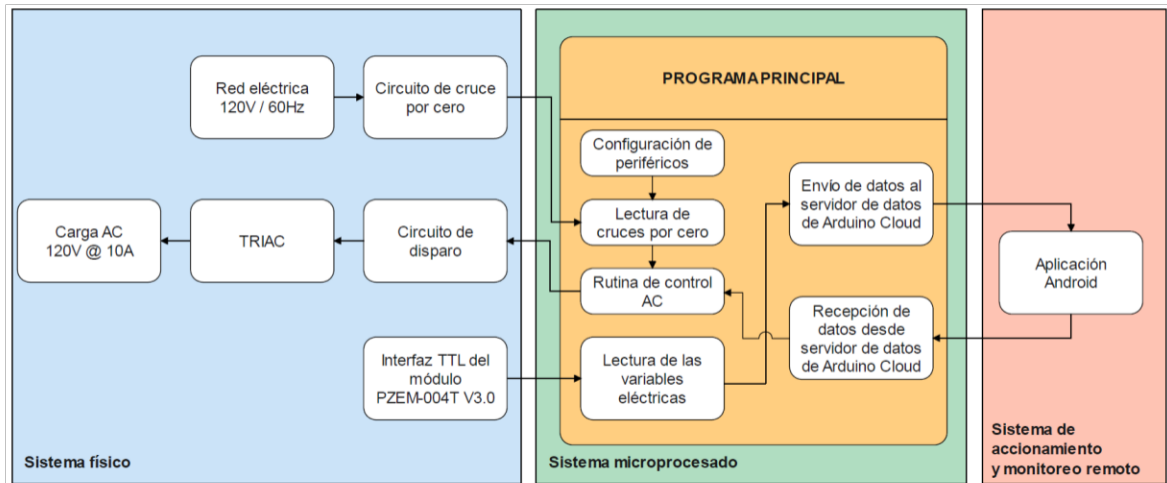 Red eléctrica
120V / 60Hz
Circuito de cruce
por cero
Carga AC
120V @ 10A
TRIAC
Circuito de
disparo
Interfaz TTL del
módulo
PZEM-004T V3.0
Sistema físico
PROGRAMA PRINCIPAL
Configuración de
periféricos
Lectura de
cruces por cero
Rutina de control
AC
Lectura de las
variables
eléctricas
Envío de datos al
servidor de datos
de Arduino Cloud
Recepción de
datos desde
servidor de datos
de Arduino Cloud
Sistema microprocesado
Aplicación
Android
Sistema de
accionamiento
y monitoreo remoto